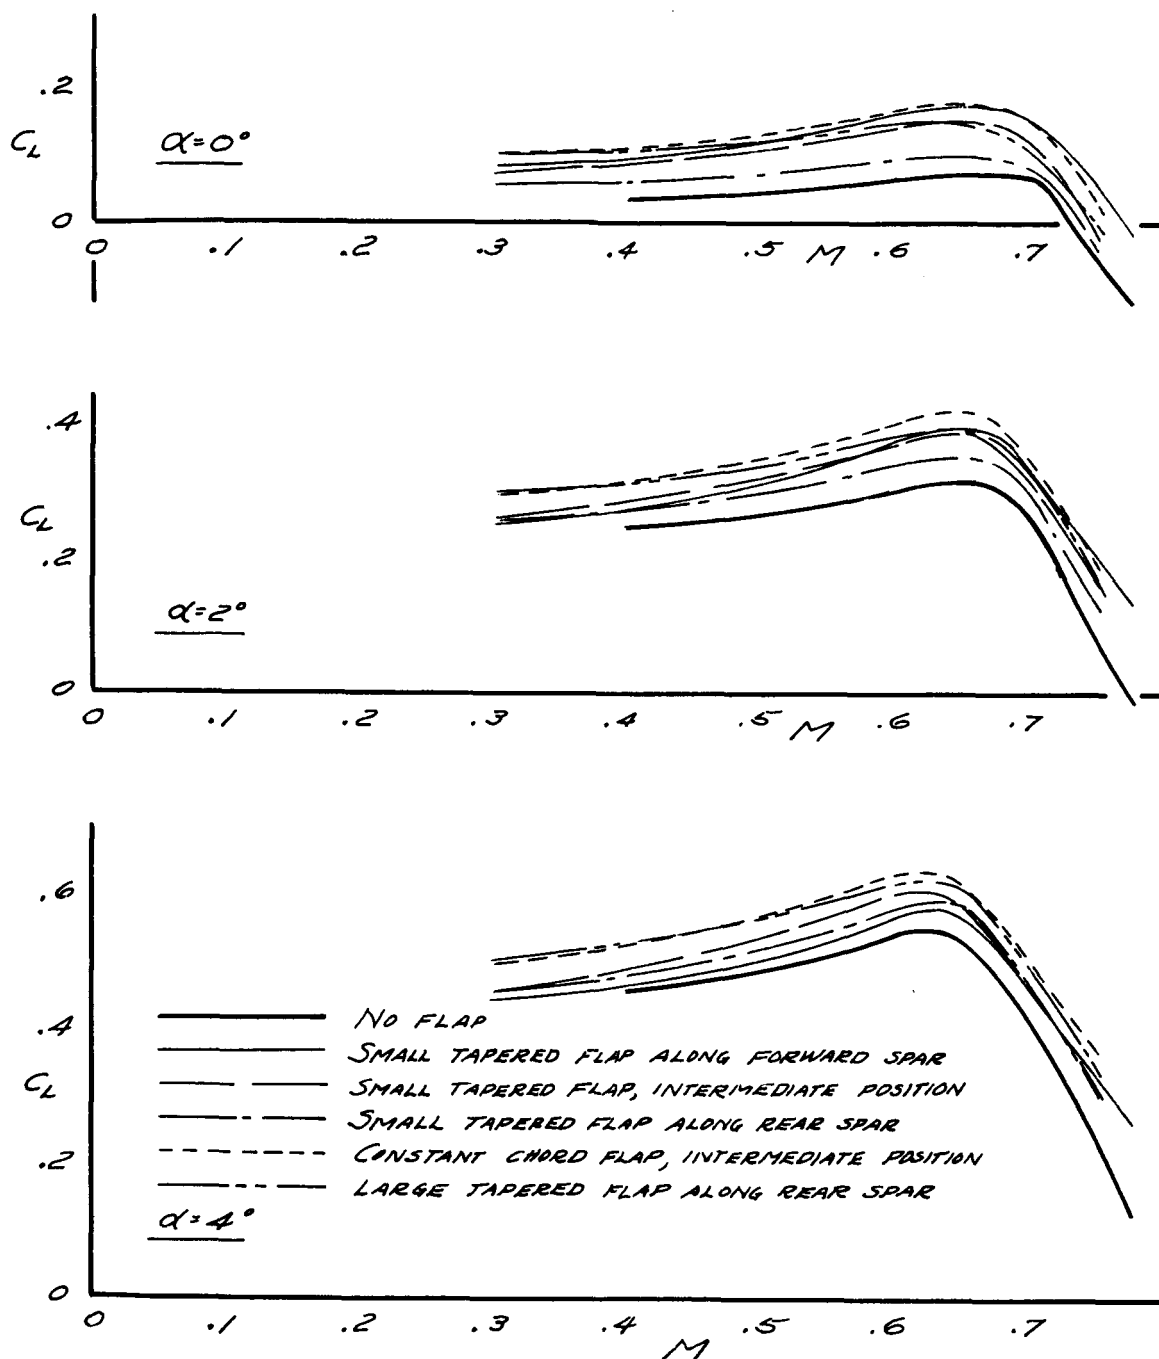 .2
C_L
α=0°
0
0 .1 .2 .3 .4 .5 M .6 .7
.4
C_L
.2
α=2°
0
0 .1 .2 .3 .4 .5 M .6 .7
.6
.4
NO FLAP
SMALL TAPERED FLAP ALONG FORWARD SPAR
C_L
SMALL TAPERED FLAP, INTERMEDIATE POSITION
SMALL TAPERED FLAP ALONG REAR SPAR
.2
CONSTANT CHORD FLAP, INTERMEDIATE POSITION
LARGE TAPERED FLAP ALONG REAR SPAR
α=4°
0
0 .1 .2 .3 .4 .5 .6 .7
M